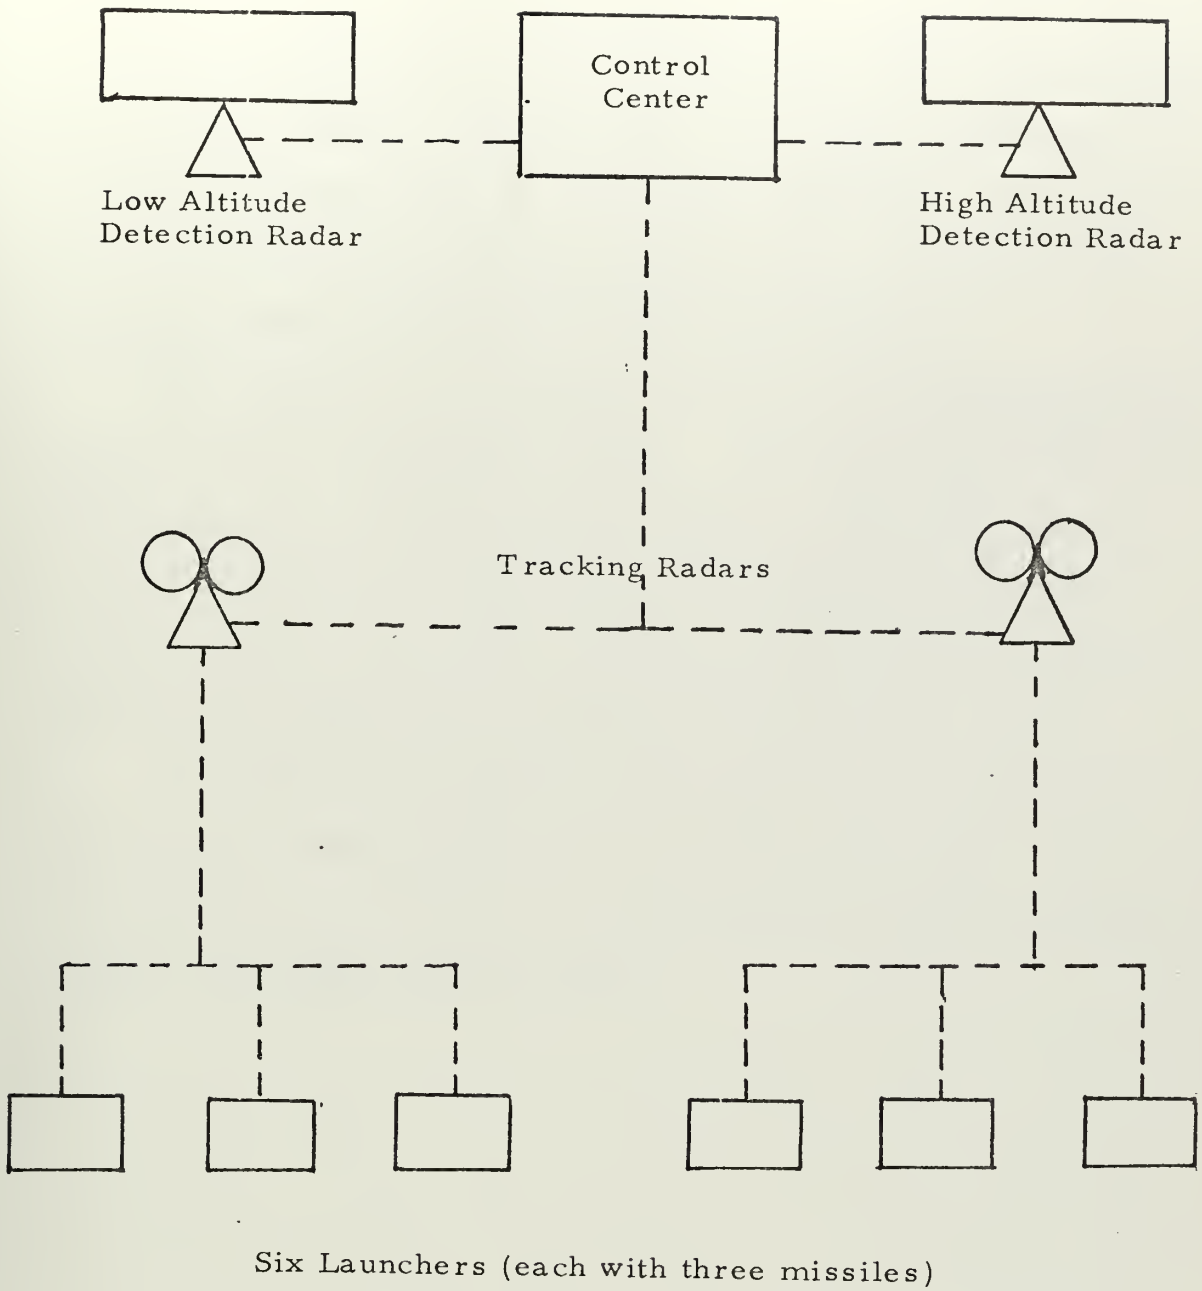 Control
Center
Low Altitude
Detection Radar
High Altitude
Detection Radar
Tracking Radars
Six Launchers (each with three missiles)